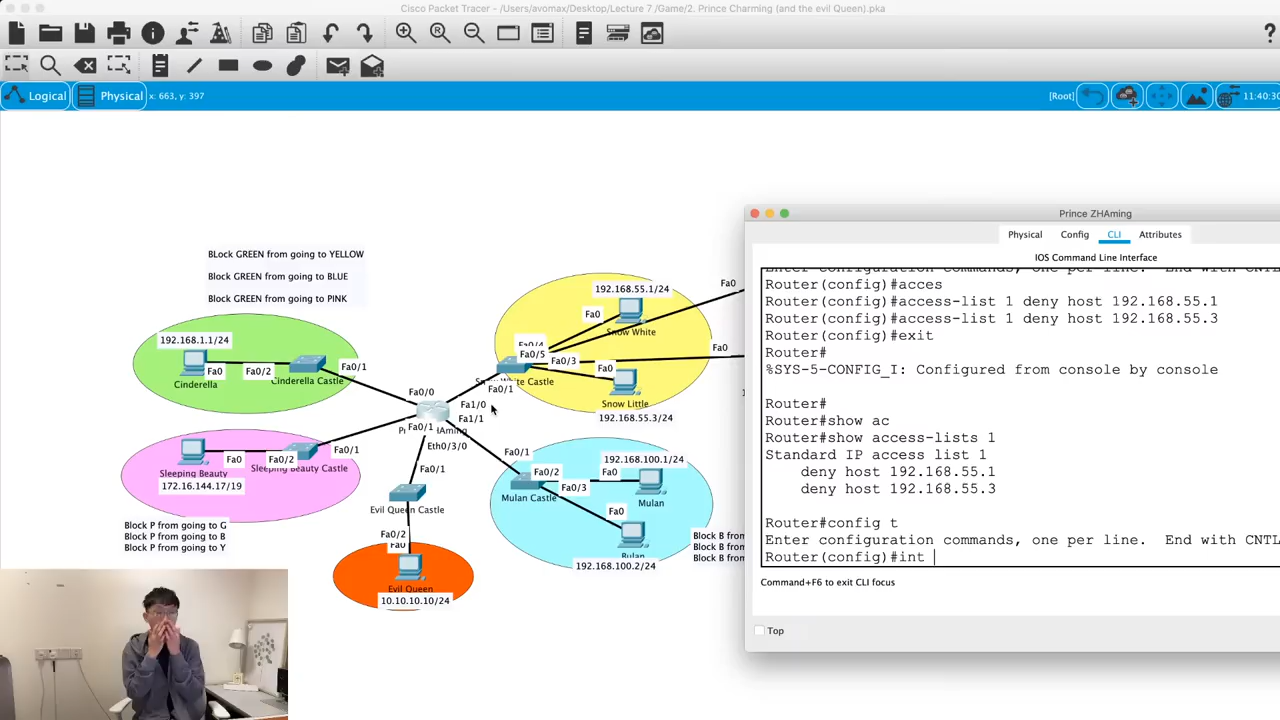 Cisco Packet Tracer - /Users/avomax/Desktop/Lecture 7 /Game/2. Prince Charming (and the evil Queen).pka
Logical
Physical
x: 663, y: 397
[Root]
11:40:30
BLock GREEN from going to YELLOW
Block GREEN from going to BLUE
Block GREEN from going to PINK
192.168.1.1/24
Fa0
Fa0/2
Cinderella
Cinderella Castle
Fa0/1
Fa0/0
192.168.55.1/24
Fa0
Snow White
Fa0/4
Fa0/5
Fa0/3
Fa0
Castle
Fa0/1
Snow Little
192.168.55.3/24
Fa0
Fa0
Fa1/0
Fa1/1
Fa0/1
Eth0/3/0
Fa0/1
Fa0
Fa0/2
Sleeping Beauty
Sleeping Beauty Castle
172.16.144.17/19
Fa0/1
Fa0/1
Evil Queen Castle
Fa0/2
Fa0
Evil Queen
10.10.10.10/24
192.168.100.1/24
Fa0/2
Fa0
Fa0/3
Mulan Castle
Mulan
Fa0
192.168.100.2/24
Block P from going to G
Block P from going to B
Block P from going to Y
Block B
Block B
Block B
Prince ZHAming
Physical
Config
CLI
Attributes
IOS Command Line Interface
Enter configuration commands, one per line. End with CNTL
Router(config)#acces
Router(config)#access-list 1 deny host 192.168.55.1
Router(config)#access-list 1 deny host 192.168.55.3
Router(config)#exit
Router#
%SYS-5-CONFIG_I: Configured from console by console
Router#
Router#show ac
Router#show access-lists 1
Standard IP access list 1
deny host 192.168.55.1
deny host 192.168.55.3
Router#config t
Enter configuration commands, one per line. End with CNTL
Router(config)#int
Command+F6 to exit CLI focus
Top